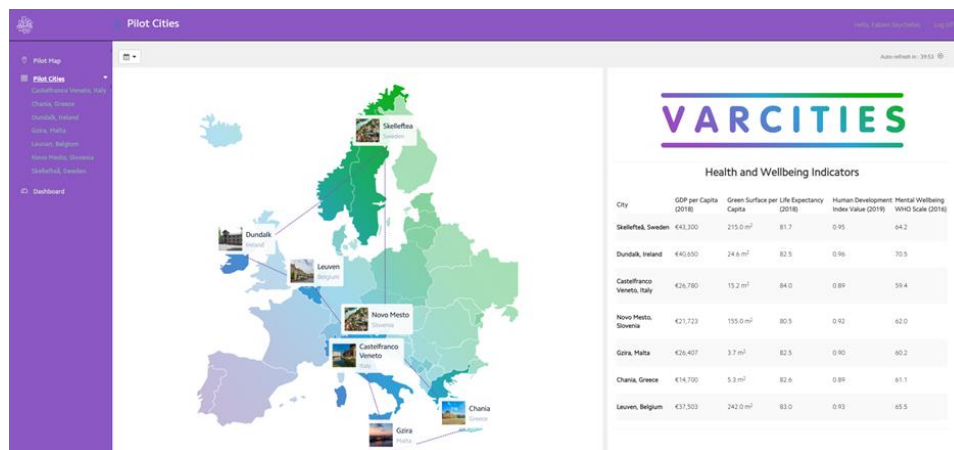 Pilot Cities
Hello, Fabien Seychelles
Log off
Pilot Map
Pilot Cities
Castelfranco Veneto, Italy
Chania, Greece
Dundalk, Ireland
Gzira, Malta
Leuven, Belgium
Novo Mesto, Slovenia
Skellefteå, Sweden
Dashboard
Auto refresh in : 39:53
Skelleftea
Sweden
Dundalk
Ireland
Leuven
Belgium
Novo Mesto
Slovenia
Castelfranco
Veneto
Italy
Chania
Greece
Gzira
Malta
VARCITIES
Health and Wellbeing Indicators
City GDP per Capita (2018) Green Surface per Capita Life Expectancy (2018) Human Development Index Value (2019) Mental Wellbeing WHO Scale (2016)
Skellefteå, Sweden €43,300 215.0 m² 81.7 0.95 64.2
Dundalk, Ireland €40,650 24.6 m² 82.5 0.96 70.5
Castelfranco Veneto, Italy €26,780 15.2 m² 84.0 0.89 59.4
Novo Mesto, Slovenia €21,723 155.0 m² 80.5 0.92 62.0
Gzira, Malta €26,407 3.7 m² 82.5 0.90 60.2
Chania, Greece €14,700 5.3 m² 82.6 0.89 61.1
Leuven, Belgium €37,503 242.0 m² 83.0 0.93 65.5